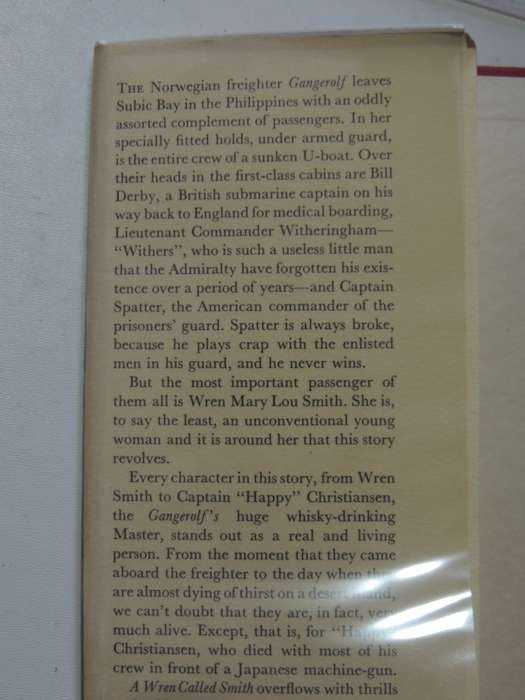 THE Norwegian freighter Gangerolf leaves
Subic Bay in the Philippines with an oddly
assorted complement of passengers. In her
specially fitted holds, under armed guard,
is the entire crew of a sunken U-boat. Over
their heads in the first-class cabins are Bill
Derby, a British submarine captain on his
way back to England for medical boarding,
Lieutenant Commander Witheringham—
“Withers”, who is such a useless little man
that the Admiralty have forgotten his exis-
tence over a period of years—and Captain
Spatter, the American commander of the
prisoners’ guard. Spatter is always broke,
because he plays crap with the enlisted
men in his guard, and he never wins.
But the most important passenger of
them all is Wren Mary Lou Smith. She is,
to say the least, an unconventional young
woman and it is around her that this story
revolves.
Every character in this story, from Wren
Smith to Captain “Happy” Christiansen,
the Gangerolf’s huge whisky-drinking
Master, stands out as a real and living
person. From the moment that they came
aboard the freighter to the day when they
are almost dying of thirst on a desert island,
we can’t doubt that they are, in fact, very
much alive. Except, that is, for “Happy”
Christiansen, who died with most of his
crew in front of a Japanese machine-gun.
A Wren Called Smith overflows with thrills